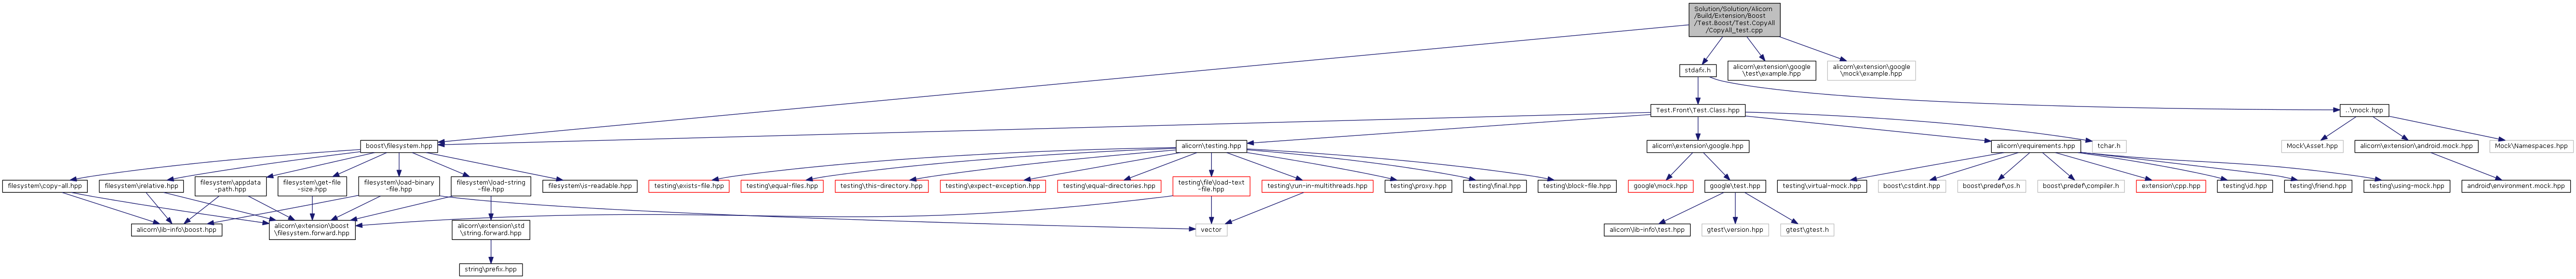 Solution/Solution/Alicorn
/Build/Extension/Boost
/Test.Boost/Test.CopyAll
/CopyAll_test.cpp
stdafx.h
alicorn\extension\google
\test\example.hpp
alicorn\extension\google
\mock\example.hpp
Test.Front\Test.Class.hpp
..\mock.hpp
boost\filesystem.hpp
alicorn\testing.hpp
alicorn\extension\google.hpp
alicorn\requirements.hpp
tchar.h
Mock\Asset.hpp
alicorn\extension\android.mock.hpp
Mock\Namespaces.hpp
filesystem\copy-all.hpp
filesystem\relative.hpp
filesystem\appdata
-path.hpp
filesystem\get-file
-size.hpp
filesystem\load-binary
-file.hpp
filesystem\load-string
-file.hpp
filesystem\is-readable.hpp
testing\exists-file.hpp
testing\equal-files.hpp
testing\this-directory.hpp
testing\expect-exception.hpp
testing\equal-directories.hpp
testing\file\load-text
-file.hpp
testing\run-in-multithreads.hpp
testing\proxy.hpp
testing\final.hpp
testing\block-file.hpp
google\mock.hpp
google\test.hpp
testing\virtual-mock.hpp
boost\cstdint.hpp
boost\predef\os.h
boost\predef\compiler.h
extension\cpp.hpp
testing\id.hpp
testing\friend.hpp
testing\using-mock.hpp
android\environment.mock.hpp
alicorn\lib-info\boost.hpp
alicorn\extension\boost
\filesystem.forward.hpp
alicorn\extension\std
\string.forward.hpp
vector
alicorn\lib-info\test.hpp
gtest\version.hpp
gtest\gtest.h
string\prefix.hpp